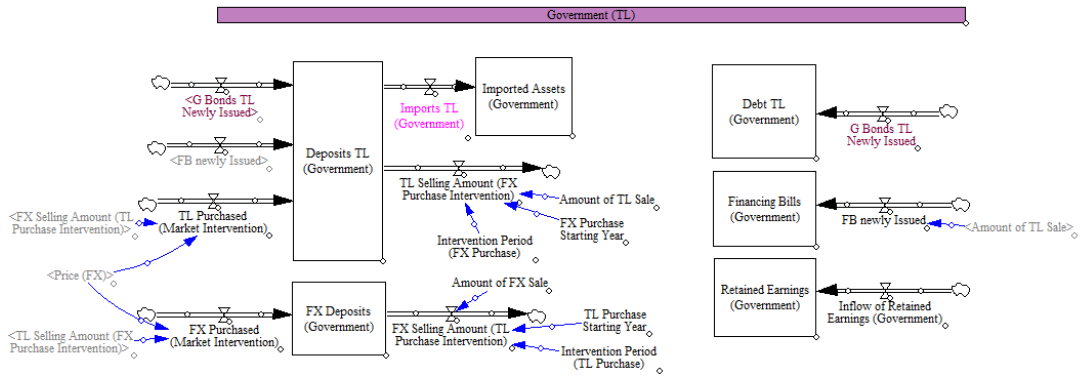 Government (TL)
<G Bonds TL
Newly Issued>
Imports TL
(Government)
Imported Assets
(Government)
Debt TL
(Government)
G Bonds TL
Newly Issued
<FB newly Issued>
Deposits TL
(Government)
TL Selling Amount (FX
Purchase Intervention)
Amount of TL Sale
FX Purchase
Starting Year
Intervention Period
(FX Purchase)
<FX Selling Amount (TL
Purchase Intervention)>
TL Purchased
(Market Intervention)
Financing Bills
(Government)
FB newly Issued
<Amount of TL Sale>
<Price (FX)>
Amount of FX Sale
FX Deposits
(Government)
Retained Earnings
(Government)
Inflow of Retained
Earnings (Government)
<TL Selling Amount (FX
Purchase Intervention)>
FX Purchased
(Market Intervention)
FX Selling Amount (TL
Purchase Intervention)
TL Purchase
Starting Year
Intervention Period
(TL Purchase)